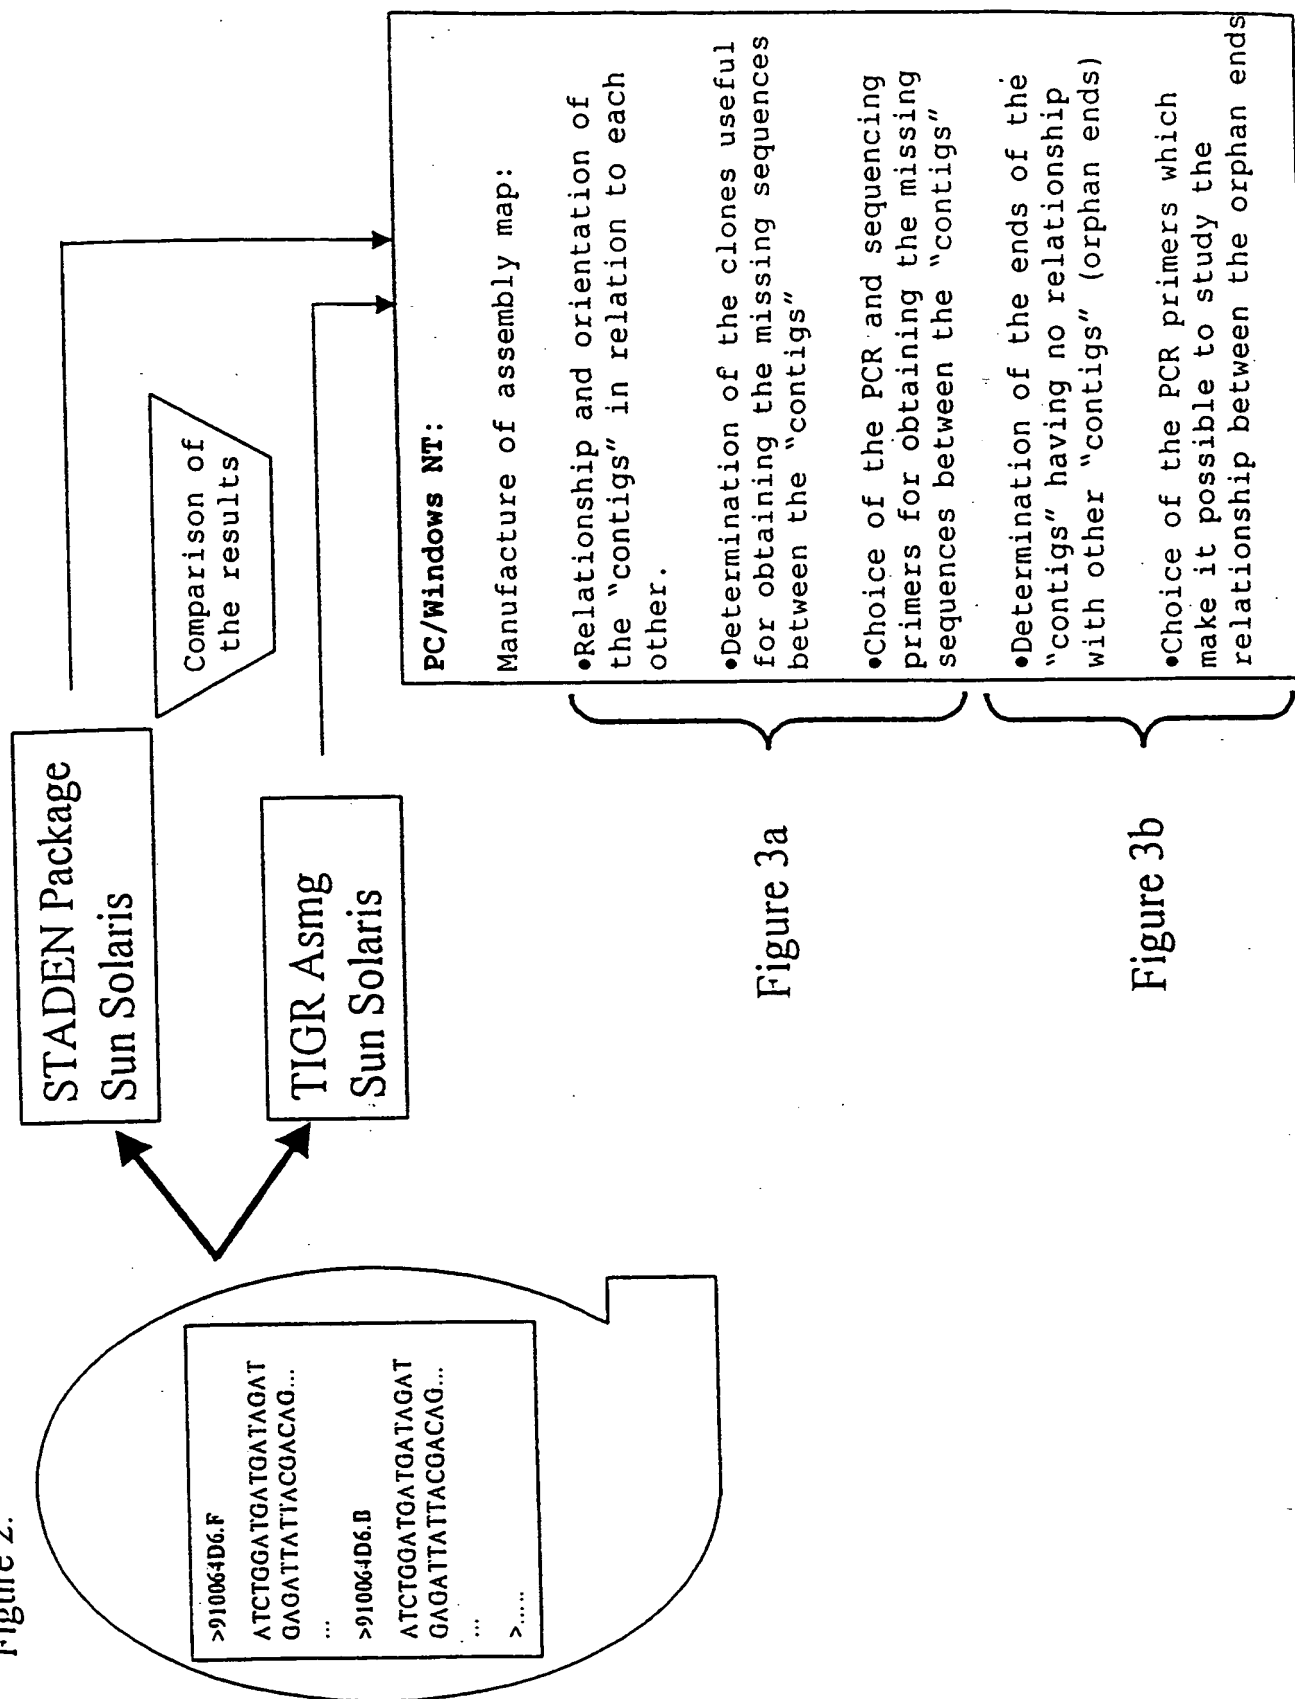 Figure 2.
>910064D6.F
ATCTGGATGATGATAGAT
GAGATTATTACGACAG...
...
>910064D6.B
ATCTGGATGATGATAGAT
GAGATTATTACGACAG...
...
>.....
STADEN Package
Sun Solaris
TIGR Asmg
Sun Solaris
Comparison of
the results
PC/Windows NT:
Manufacture of assembly map:
•Relationship and orientation of
the "contigs" in relation to each
other.
•Determination of the clones useful
for obtaining the missing sequences
between the "contigs"
•Choice of the PCR and sequencing
primers for obtaining the missing
sequences between the "contigs"
•Determination of the ends of the
"contigs" having no relationship
with other "contigs" (orphan ends)
•Choice of the PCR primers which
make it possible to study the
relationship between the orphan ends
Figure 3a
Figure 3b